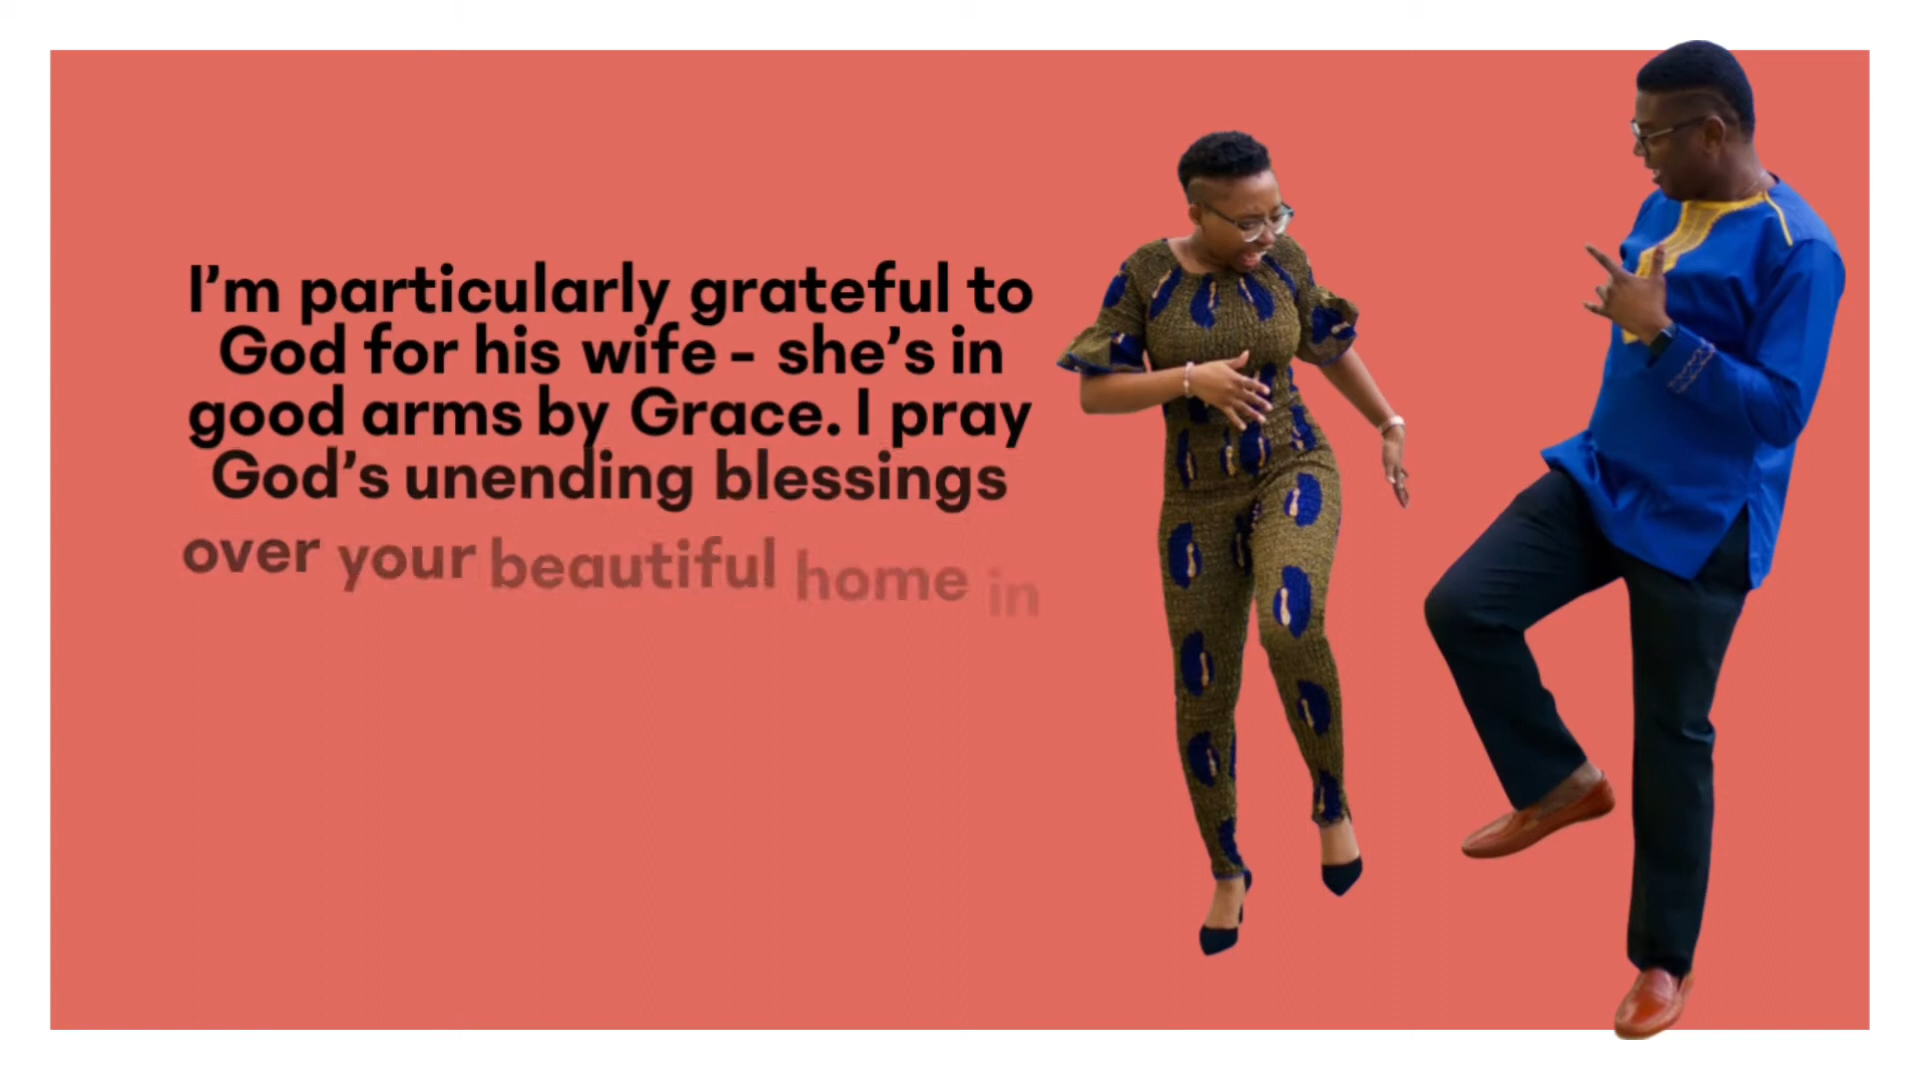 I’m particularly grateful to
God for his wife - she’s in
good arms by Grace. I pray
God’s unending blessings
over your beautiful home in